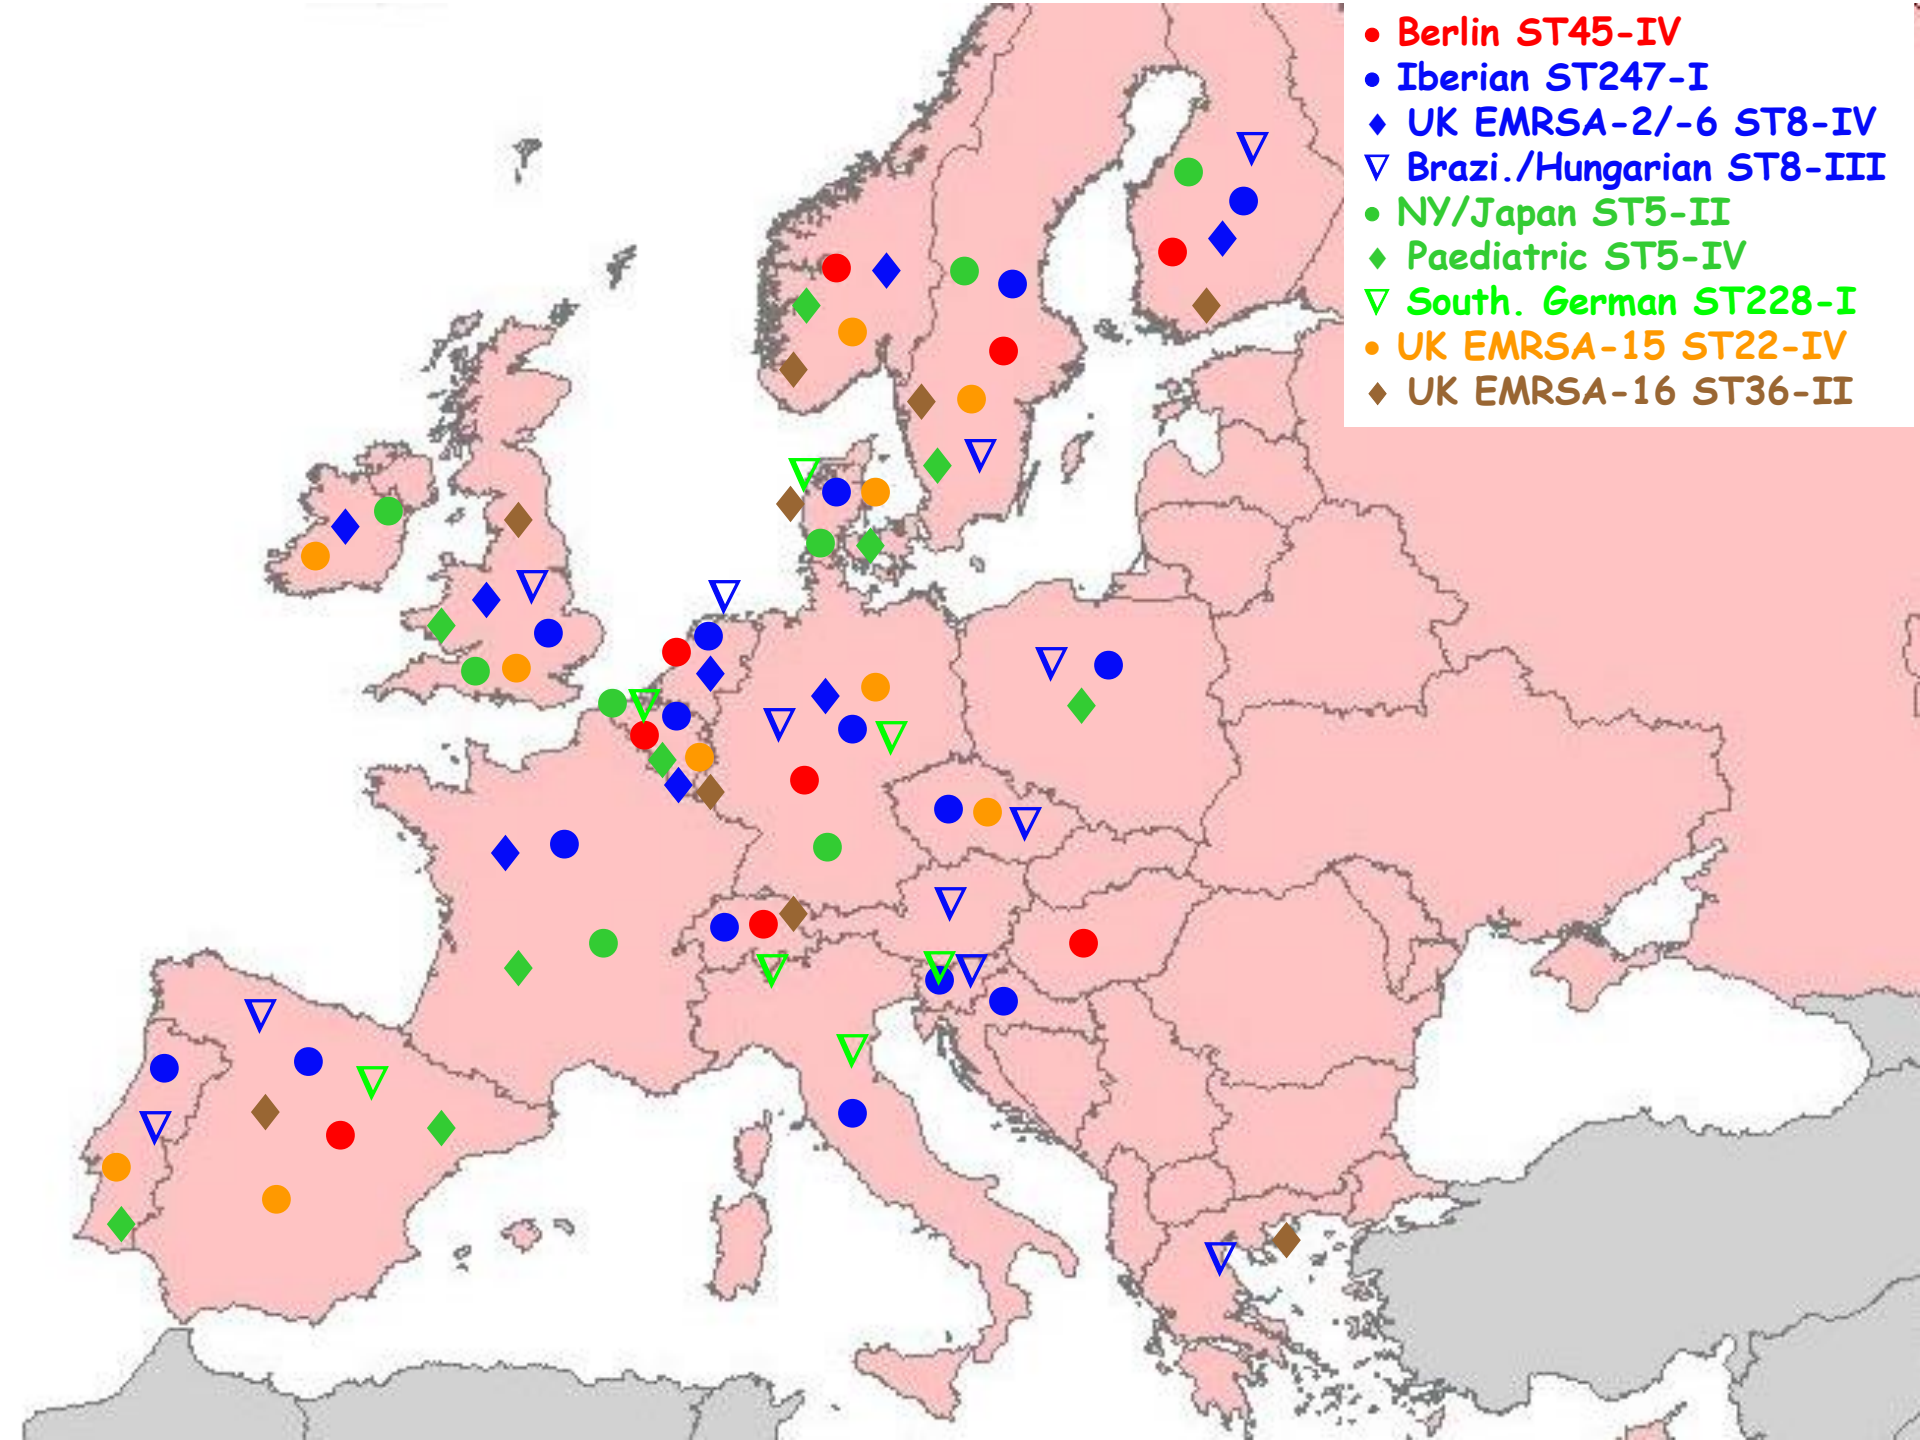 Berlin ST45-IV
Iberian ST247-I
UK EMRSA-2/-6 ST8-IV
Brazi./Hungarian ST8-III
NY/Japan ST5-II
Paediatric ST5-IV
South. German ST228-I
UK EMRSA-15 ST22-IV
UK EMRSA-16 ST36-II